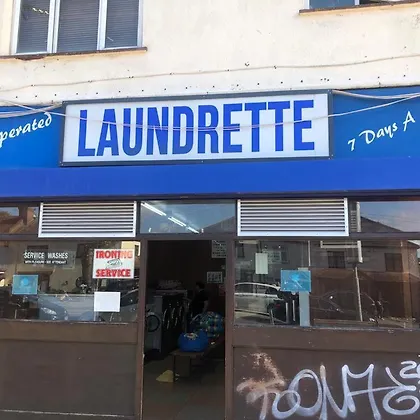 perated
LAUNDRETTE
7 Days A
SERVICE WASHES
IRONING
SERVICE